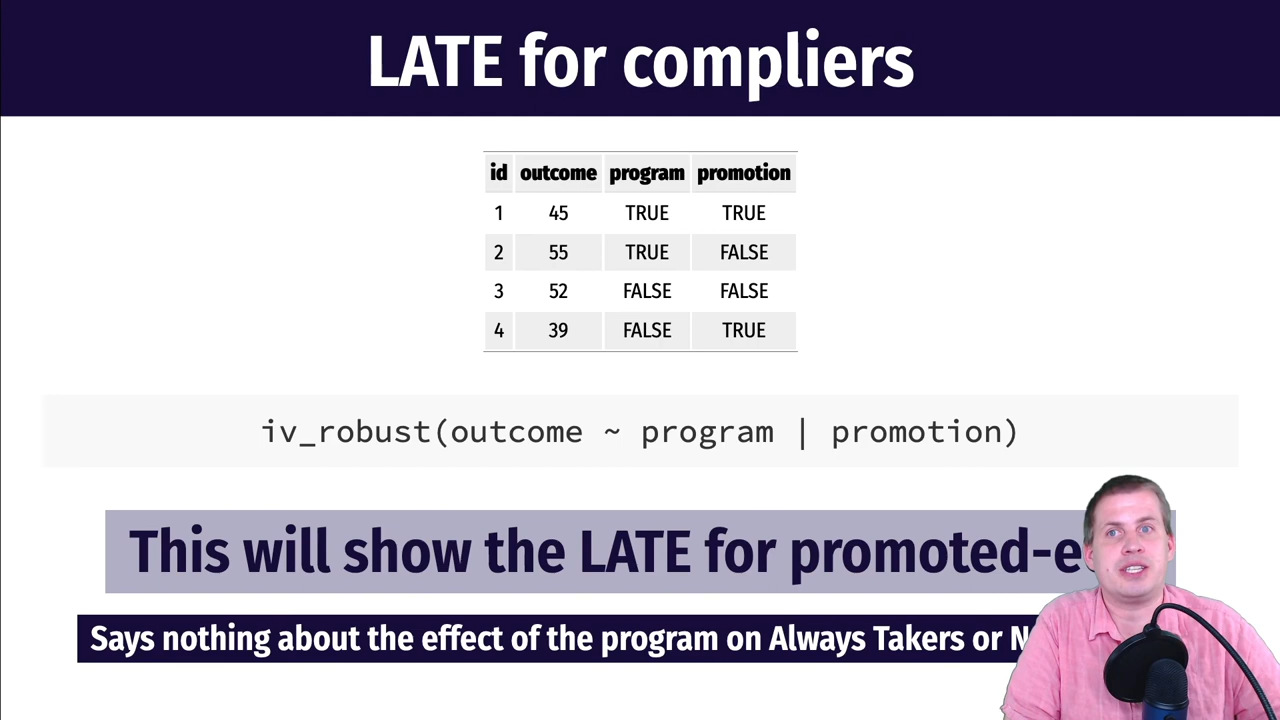 LATE for compliers
id outcome program promotion
1 45 TRUE TRUE
2 55 TRUE FALSE
3 52 FALSE FALSE
4 39 FALSE TRUE
iv_robust(outcome ~ program | promotion)
This will show the LATE for
Says nothing about the effect of the program on Always Takers or